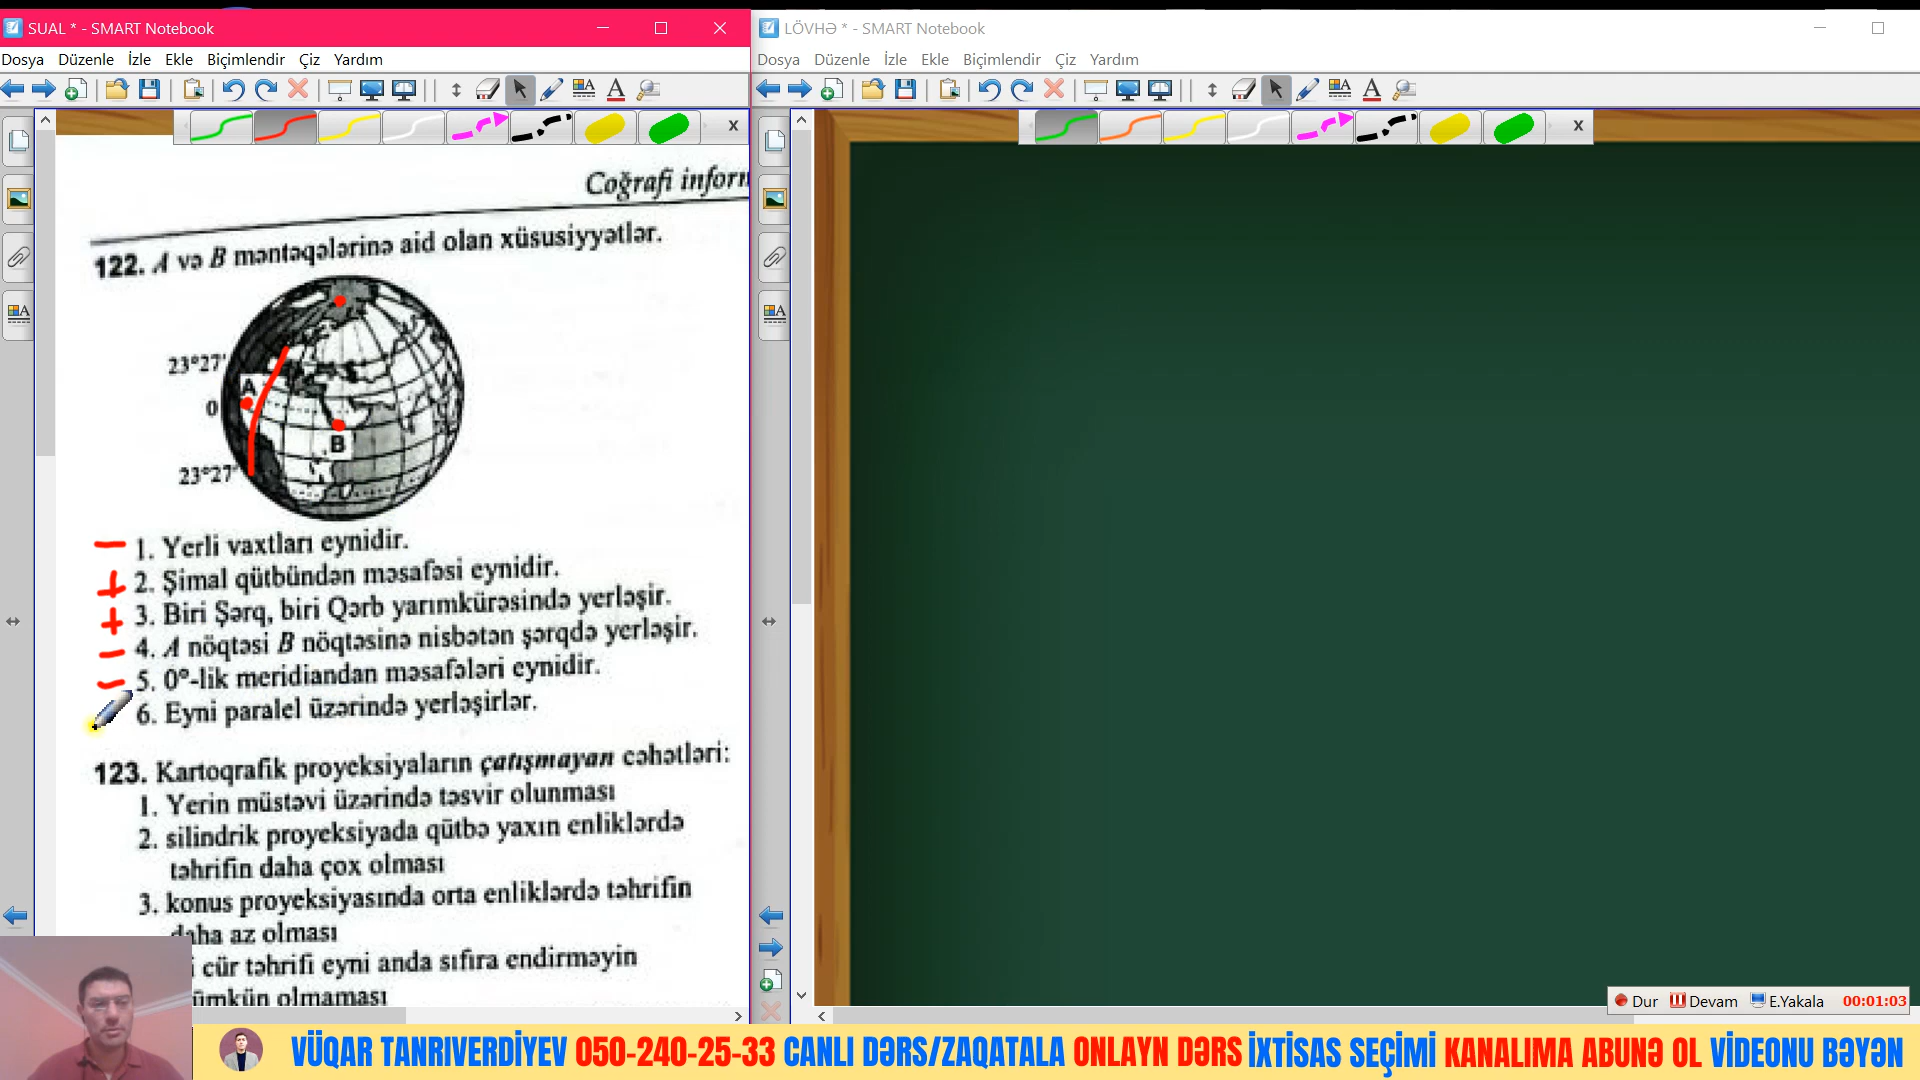 SUAL * - SMART Notebook
Dosya Düzenle İzle Ekle Biçimlendir Çiz Yardım
x
Coğrafi inform
122. A və B məntəqələrinə aid olan xüsusiyyətlər.
23°27'
A
0
B
23°27'
1. Yerli vaxtları eynidir.
2. Şimal qütbündən məsafəsi eynidir.
3. Biri Şərq, biri Qərb yarımkürəsində yerləşir.
4. A nöqtəsi B nöqtəsinə nisbətən şərqdə yerləşir.
5. 0°-lik meridiandan məsafələri eynidir.
6. Eyni paralel üzərində yerləşirlər.
123. Kartoqrafik proyeksiyaların çatışmayan cəhətləri:
1. Yerin müstəvi üzərində təsvir olunması
2. silindrik proyeksiyada qütbə yaxın enliklərdə
təhrifin daha çox olması
3. konus proyeksiyasında orta enliklərdə təhrifin
daha az olması
cür təhrifi eyni anda sıfıra endirməyin
ümkün olmaması
LÖVHƏ * - SMART Notebook
Dosya Düzenle İzle Ekle Biçimlendir Çiz Yardım
x
Dur Devam E.Yakala 00:01:03
VÜQAR TANRIVERDİYEV 050-240-25-33 CANLI DƏRS/ZAQATALA ONLAYN DƏRS İXTİSAS SEÇİMİ KANALIMA ABUNƏ OL VİDEONU BƏYƏN